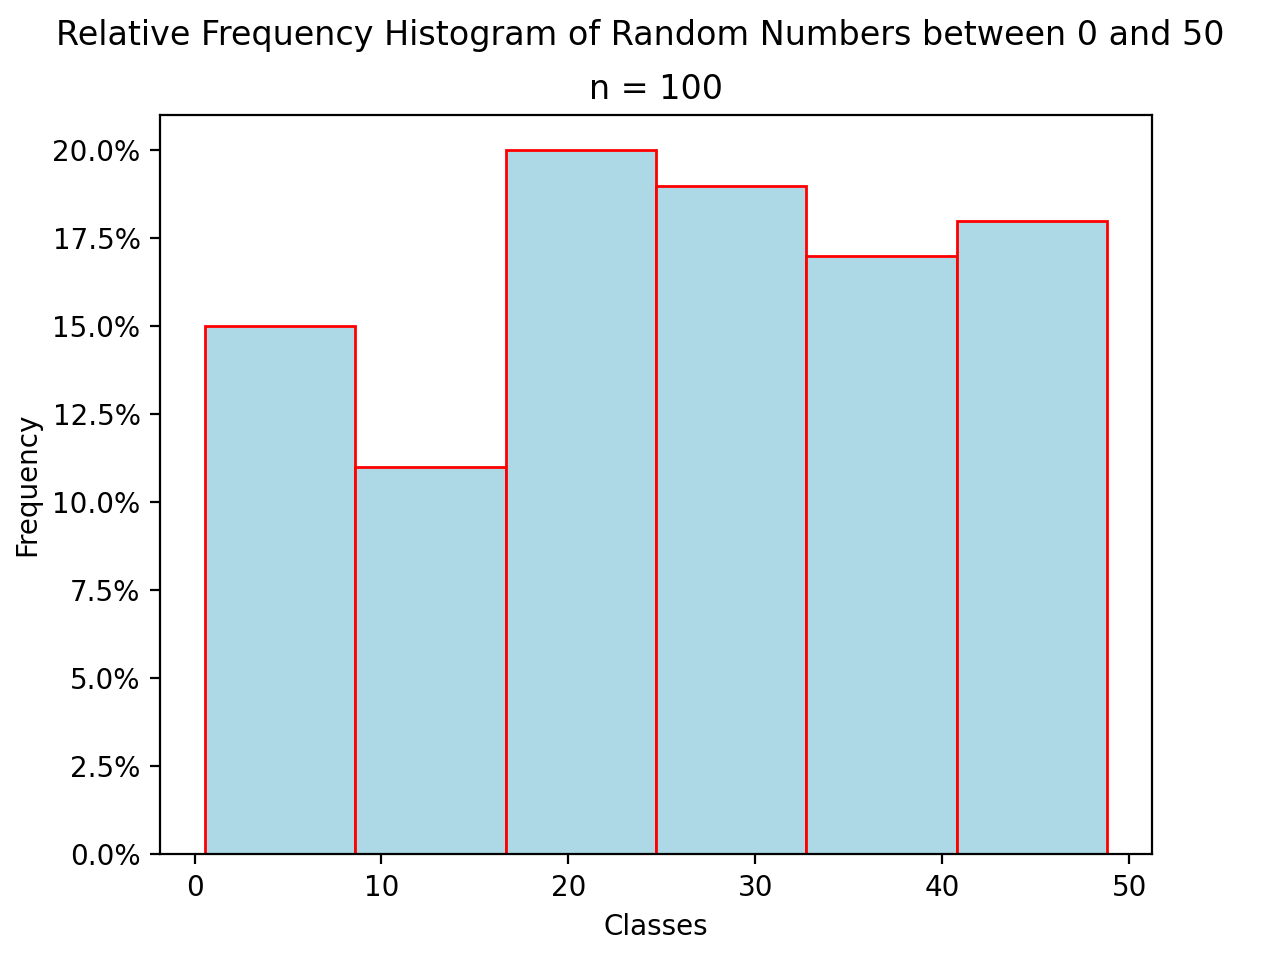 Relative Frequency Histogram of Random Numbers between 0 and 50
n = 100
20.0%
17.5%
15.0%
12.5%
10.0%
7.5%
5.0%
2.5%
0.0%
Frequency
0 10 20 30 40 50
Classes